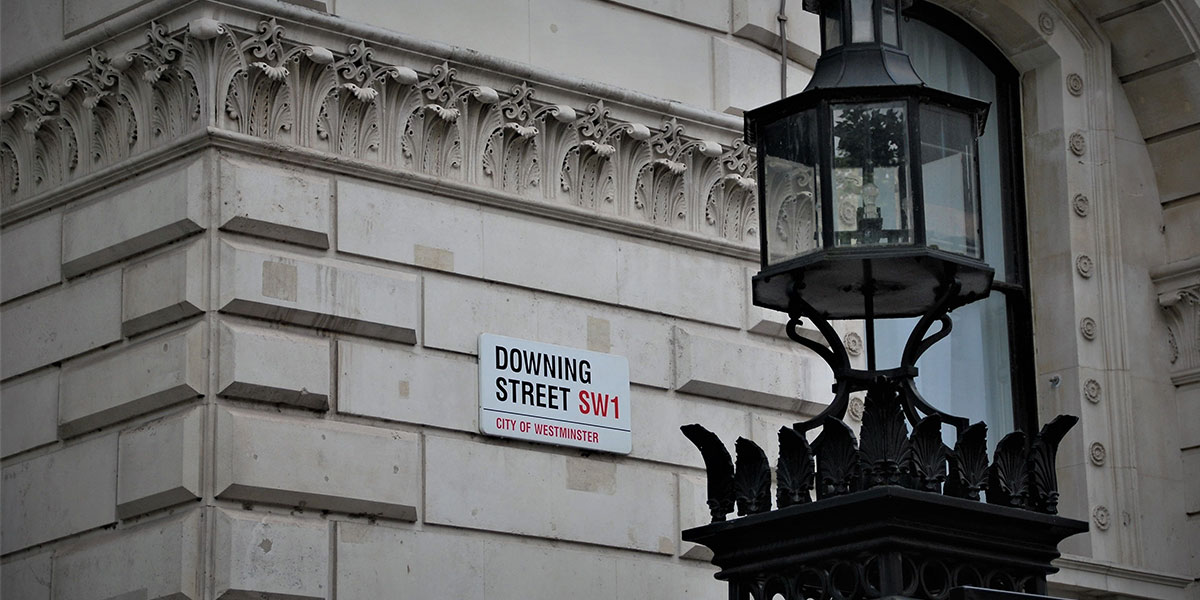 DOWNING
STREET SW1
CITY OF WESTMINSTER